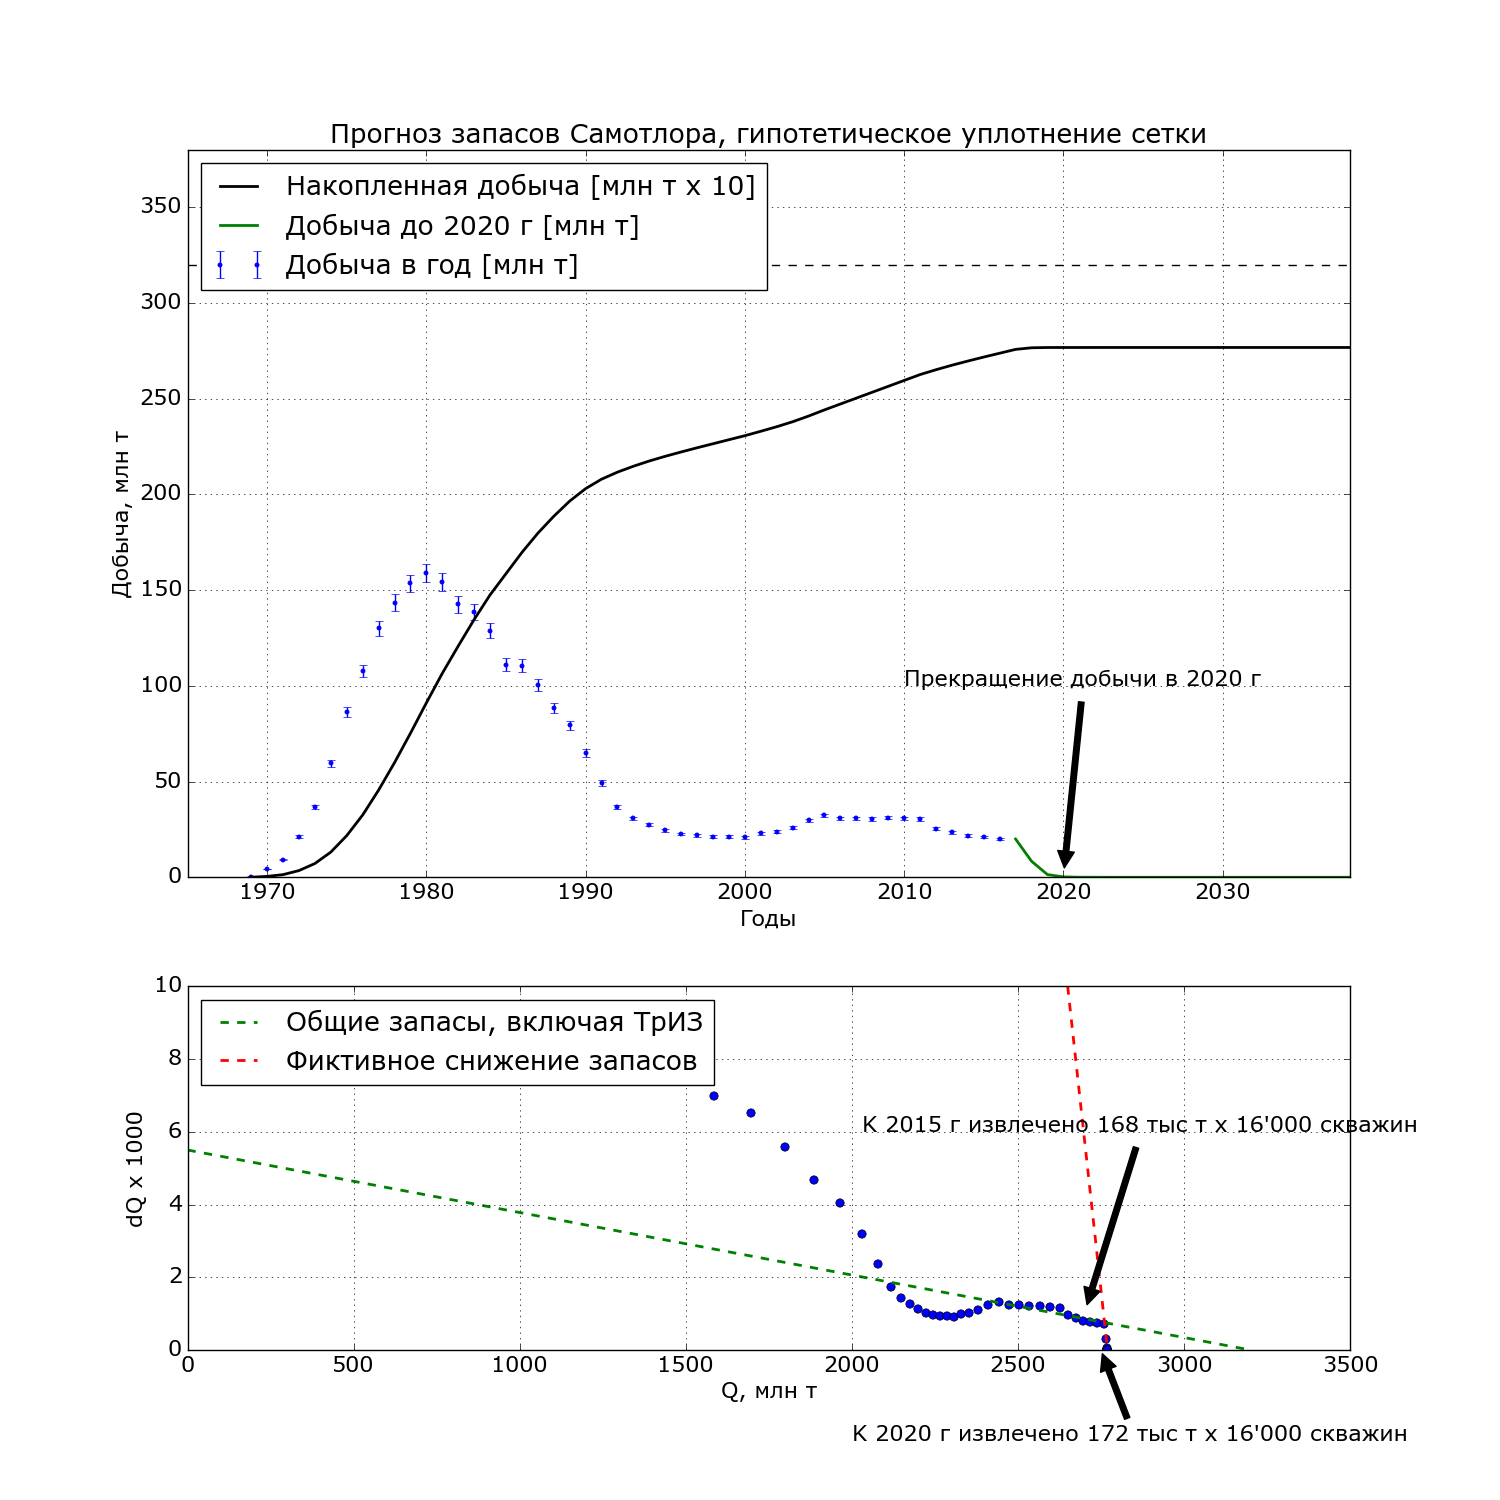 Прогноз запасов Самотлора, гипотетическое уплотнение сетки
Накопленная добыча [млн т x 10]
Добыча до 2020 г [млн т]
Добыча в год [млн т]
Добыча, млн т
350
300
250
200
150
100
50
0
Прекращение добычи в 2020 г
1970 1980 1990 2000 2010 2020 2030
Годы
Общие запасы, включая ТрИЗ
Фиктивное снижение запасов
dQ x 1000
10
8
6
4
2
0
К 2015 г извлечено 168 тыс т x 16'000 скважин
0 500 1000 1500 2000 2500 3000 3500
Q, млн т
К 2020 г извлечено 172 тыс т x 16'000 скважин